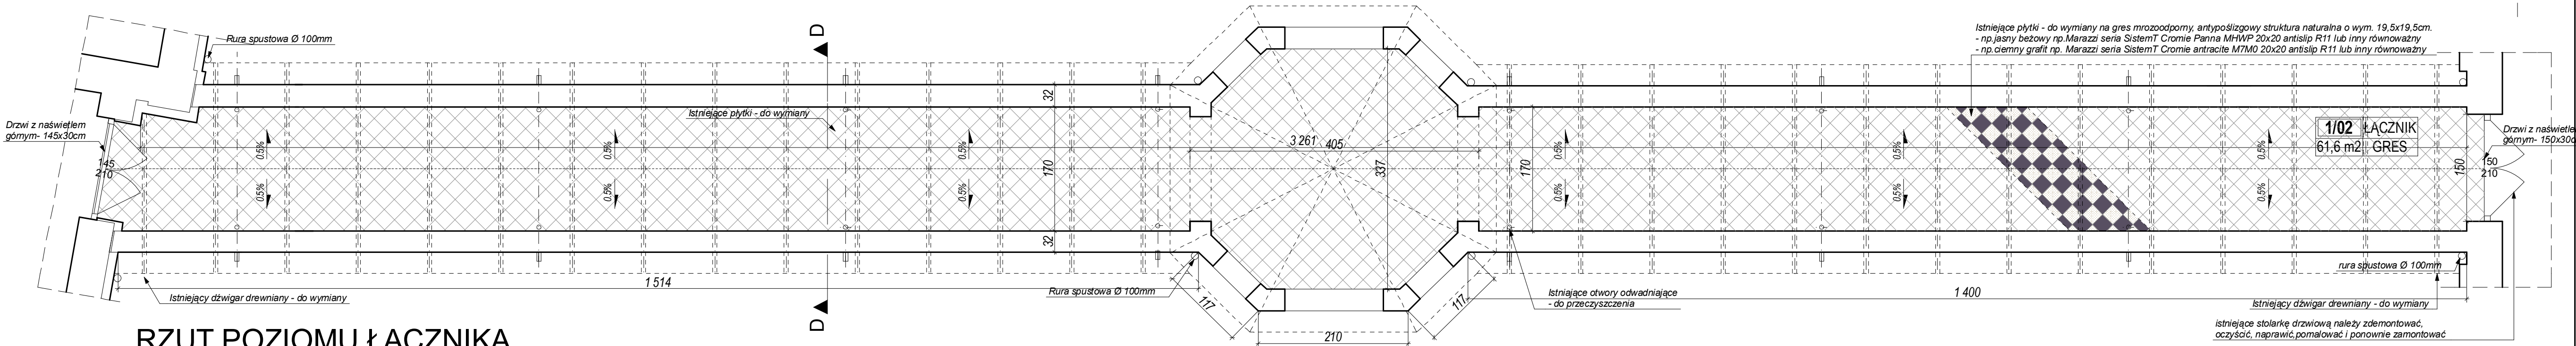 Istniejące płytki - do wymiany na gres mrozoodporny, antypoślizgowy struktura naturalna o wym. 19,5x19,5cm.
- np.jasny beżowy np.Marazzi seria SistemT Cromie Panna MHWP 20x20 antislip R11 lub inny równoważny
- np.ciemny grafit np. Marazzi seria SistemT Cromie antracite M7M0 20x20 antislip R11 lub inny równoważny
Rura spustowa Ø 100mm
D
32
Istniejące płytki - do wymiany
Drzwi z naświetlem
górnym- 145x30cm
145
210
0.5%
0.5%
0.5%
0.5%
0.5%
0.5%
170
3 261
405
337
170
0.5%
0.5%
0.5%
0.5%
0.5%
0.5%
1/02 ŁĄCZNIK
61,6 m2 GRES
150
Drzwi z naświetle
górnym- 150x30c
150
210
32
1 514
Istniejący dźwigar drewniany - do wymiany
D
Rura spustowa Ø 100mm
117
210
117
Istniające otwory odwadniające
- do przeczyszczenia
1 400
rura spustowa Ø 100mm
Istniejący dźwigar drewniany - do wymiany
istniejące stolarkę drzwiową należy zdemontować,
oczyścić, naprawić,pomalować i ponownie zamontować
RZUT POZIOMU ŁĄCZNIKA